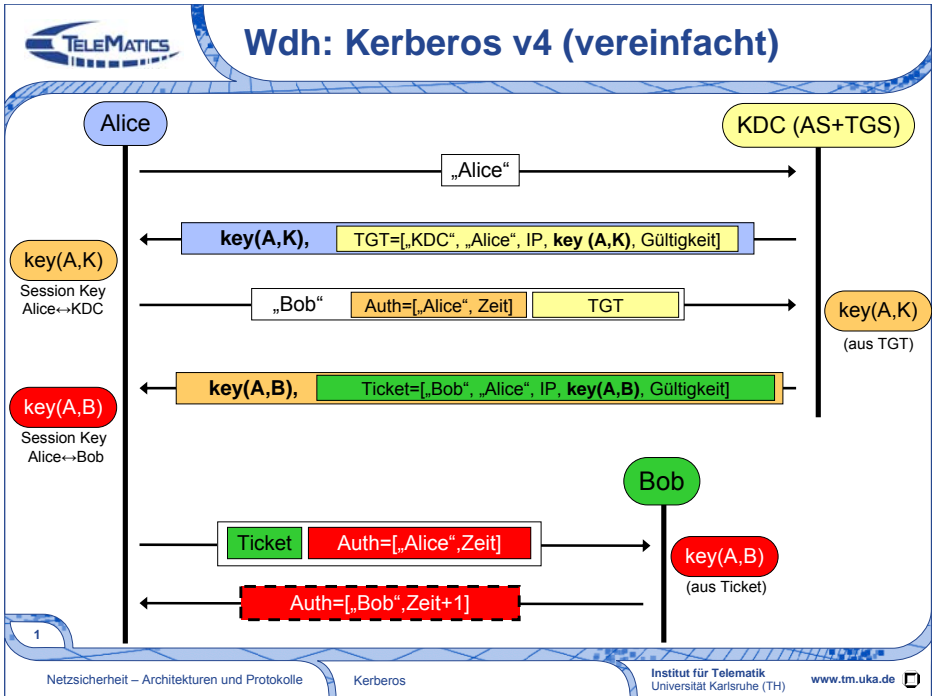 TELEMATICS
Wdh: Kerberos v4 (vereinfacht)
Alice
KDC (AS+TGS)
„Alice“
key(A,K), TGT=[„KDC“, „Alice“, IP, key (A,K), Gültigkeit]
key(A,K)
Session Key
Alice↔KDC
„Bob“ Auth=[„Alice“, Zeit] TGT
key(A,K)
(aus TGT)
key(A,B), Ticket=[„Bob“, „Alice“, IP, key(A,B), Gültigkeit]
key(A,B)
Session Key
Alice↔Bob
Bob
Ticket Auth=[„Alice“,Zeit]
key(A,B)
(aus Ticket)
Auth=[„Bob“,Zeit+1]
1
Netzsicherheit – Architekturen und Protokolle
Kerberos
Institut für Telematik
Universität Karlsruhe (TH)
www.tm.uka.de